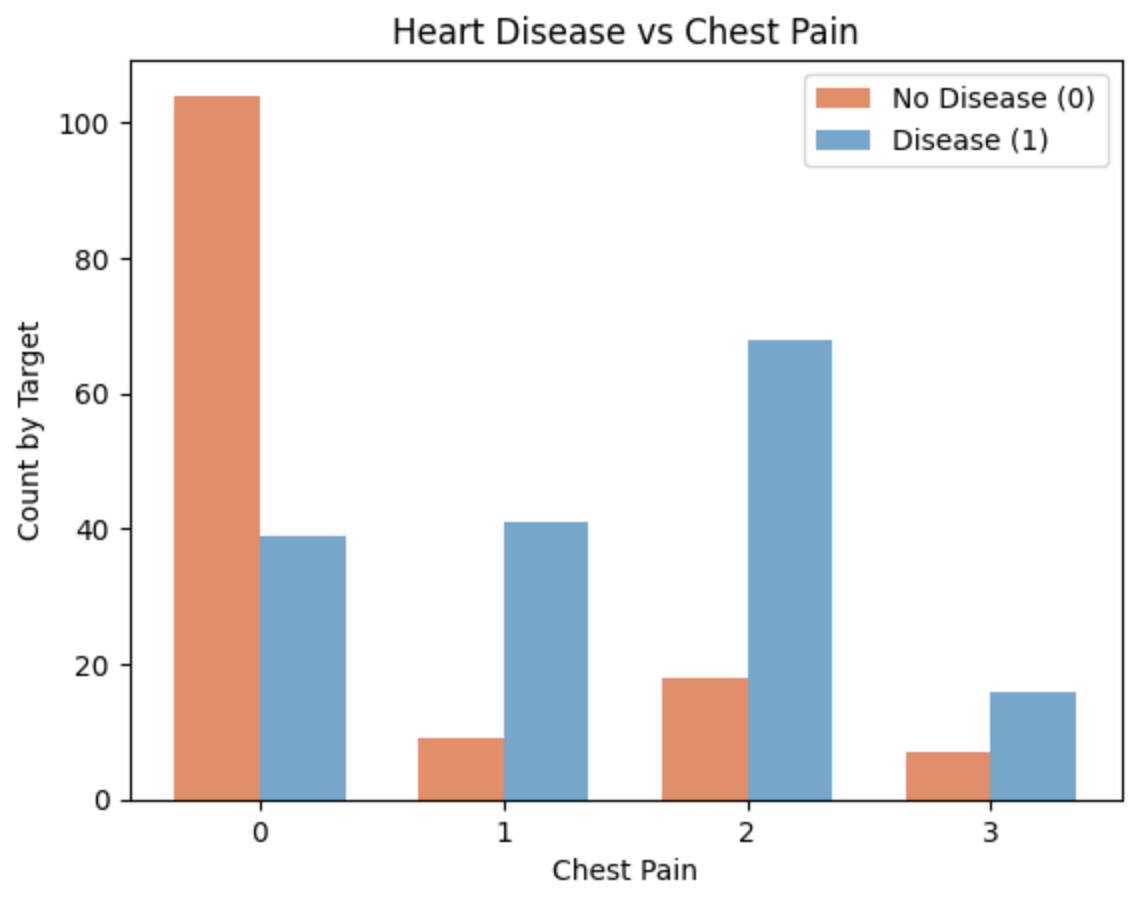 Heart Disease vs Chest Pain
No Disease (0)
Disease (1)
100
80
60
40
20
0
Count by Target
0 1 2 3
Chest Pain